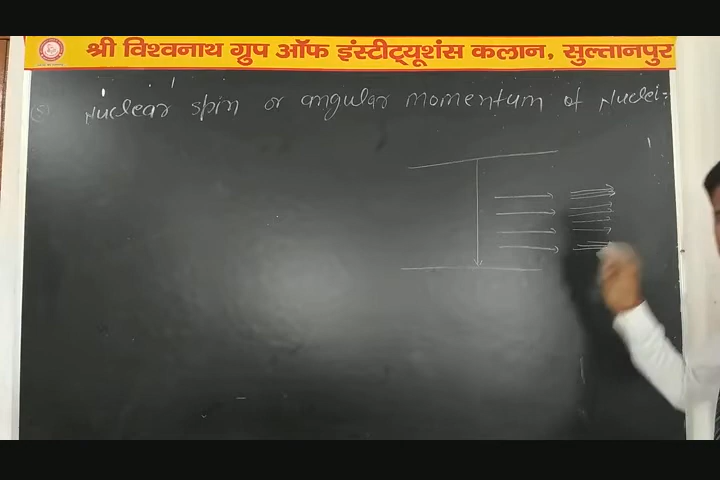 श्री विश्वनाथ ग्रुप ऑफ इंस्टीट्यूशंस कलान, सुल्तानपुर
Nuclear spin or angular momentum of Nuclei: